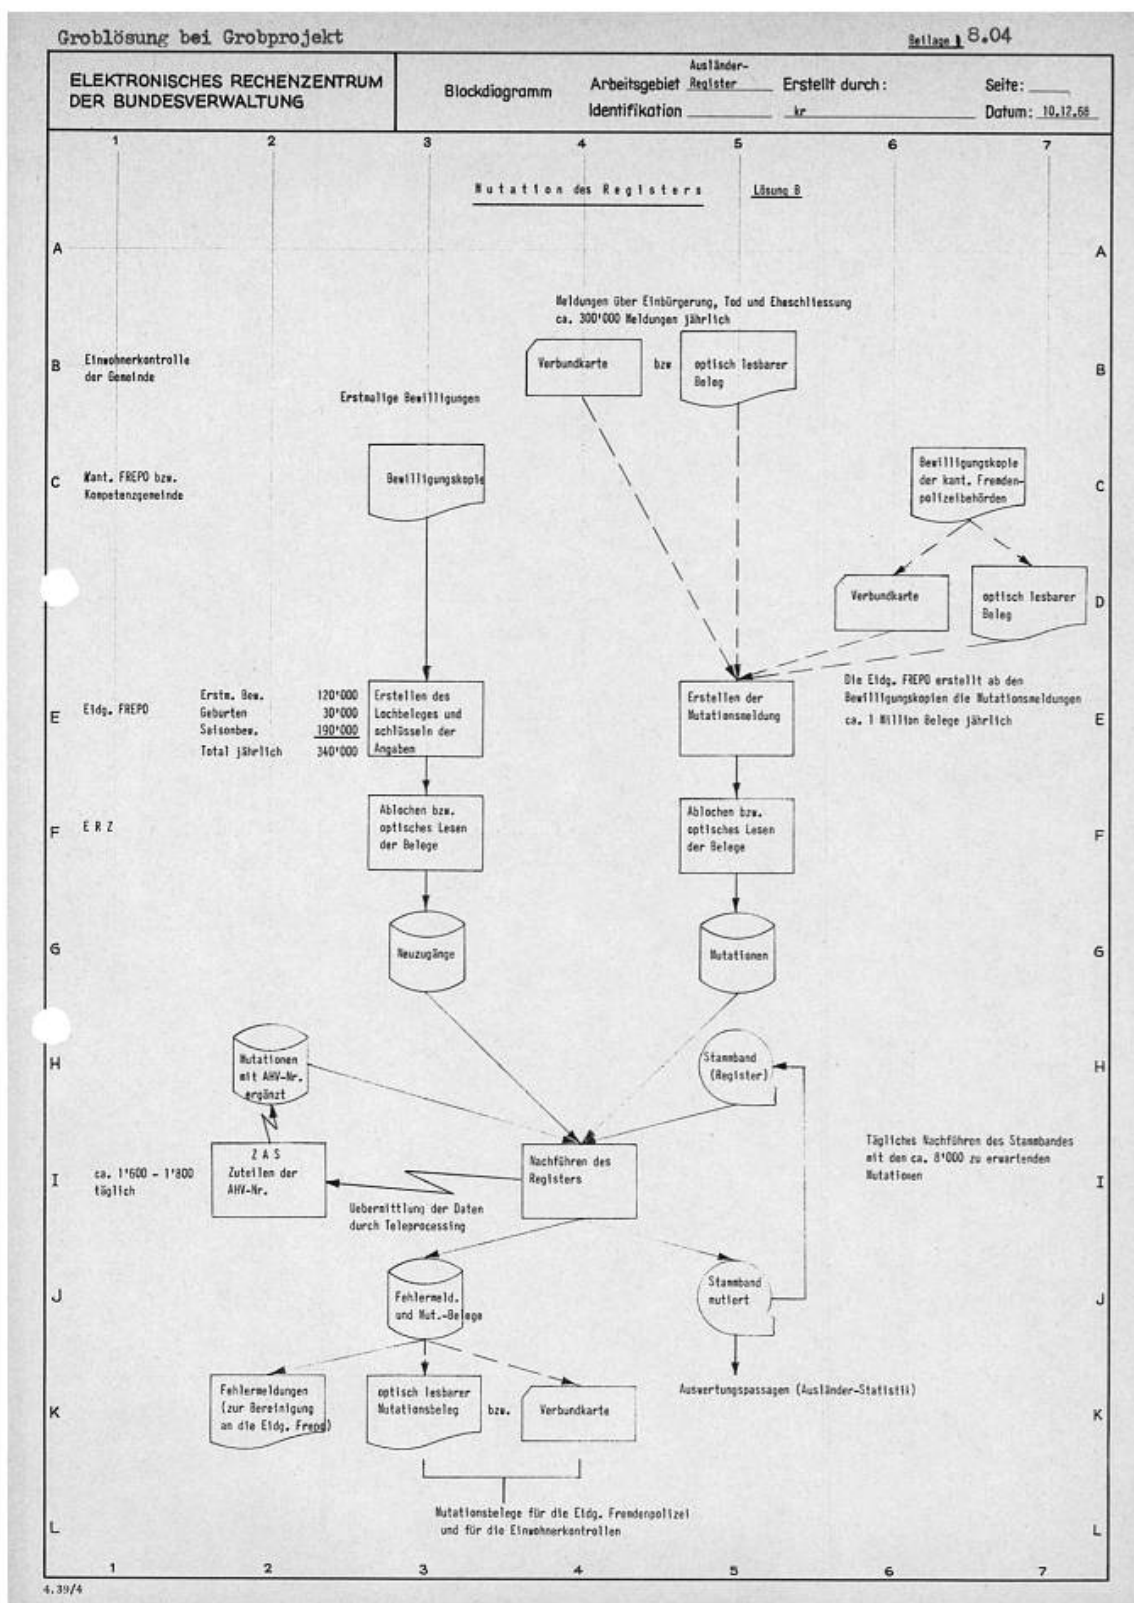 Groblösung bei Grobprojekt
Beilage 8.04
ELEKTRONISCHES RECHENZENTRUM
DER BUNDESVERWALTUNG
Blockdiagramm
Ausländer-
Arbeitsgebiet Register
Identifikation
Erstellt durch:
kr
Seite:
Datum: 10.12.68
1 2 3 4 5 6 7
Mutation des Registers Lösung B
A A
Meldungen über Einbürgerung, Tod und Eheschliessung
ca. 300'000 Meldungen jährlich
B B
Einwohnerkontrolle
der Gemeinde
Verbundkarte
bzw
optisch lesbarer
Beleg
Erstmalige Bewilligungen
C C
Kant. FREPO bzw.
Kompetenzgemeinde
Bewilligungskopie
Bewilligungskopie
der kant. Fremden-
polizeibehörden
Verbundkarte
optisch lesbarer
Beleg
D
E E
Eidg. FREPO
Erstm. Bew. 120'000
Geburten 30'000
Saisonbew. 190'000
Total jährlich 340'000
Erstellen des
Lochbeleges und
schlüsseln der
Angaben
Erstellen der
Mutationsmeldung
Die Eidg. FREPO erstellt ab den
Bewilligungskopien die Mutationsmeldungen
ca. 1 Million Belege jährlich
F F
E R Z
Ablochen bzw.
optisches Lesen
der Belege
Ablochen bzw.
optisches Lesen
der Belege
G G
Neuzugänge
Mutationen
H H
Mutationen
mit AHV-Nr.
ergänzt
Stammband
(Register)
I I
ca. 1'600 - 1'800
täglich
Z A S
Zuteilen der
AHV-Nr.
Uebermittlung der Daten
durch Teleprocessing
Nachführen des
Registers
Tägliches Nachführen des Stammbandes
mit den ca. 8'000 zu erwartenden
Mutationen
J J
Fehlermeld.
und Mut.-Belege
Stammband
mutiert
K K
Fehlermeldungen
(zur Bereinigung
an die Eidg. Frepo)
optisch lesbarer
Mutationsbeleg
bzw.
Verbundkarte
Auswertungspassagen (Ausländer-Statistik)
L L
Mutationsbelege für die Eidg. Fremdenpolizei
und für die Einwohnerkontrollen
1 2 3 4 5 6 7
4.39/4